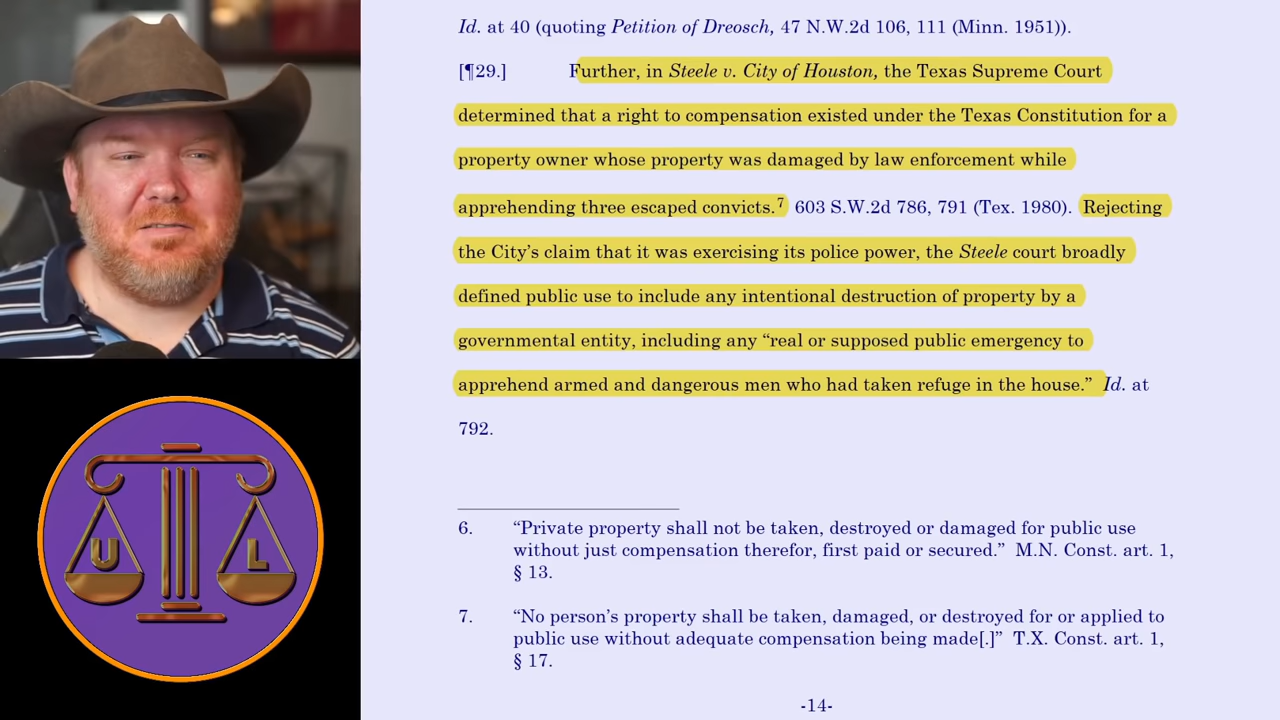 Id. at 40 (quoting Petition of Dreosch, 47 N.W.2d 106, 111 (Minn. 1951)).
[¶29.] Further, in Steele v. City of Houston, the Texas Supreme Court
determined that a right to compensation existed under the Texas Constitution for a
property owner whose property was damaged by law enforcement while
apprehending three escaped convicts.7 603 S.W.2d 786, 791 (Tex. 1980). Rejecting
the City’s claim that it was exercising its police power, the Steele court broadly
defined public use to include any intentional destruction of property by a
governmental entity, including any “real or supposed public emergency to
apprehend armed and dangerous men who had taken refuge in the house.” Id. at
792.
6. “Private property shall not be taken, destroyed or damaged for public use
without just compensation therefor, first paid or secured.” M.N. Const. art. 1,
§ 13.
7. “No person’s property shall be taken, damaged, or destroyed for or applied to
public use without adequate compensation being made[.]” T.X. Const. art. 1,
§ 17.
-14-
U L